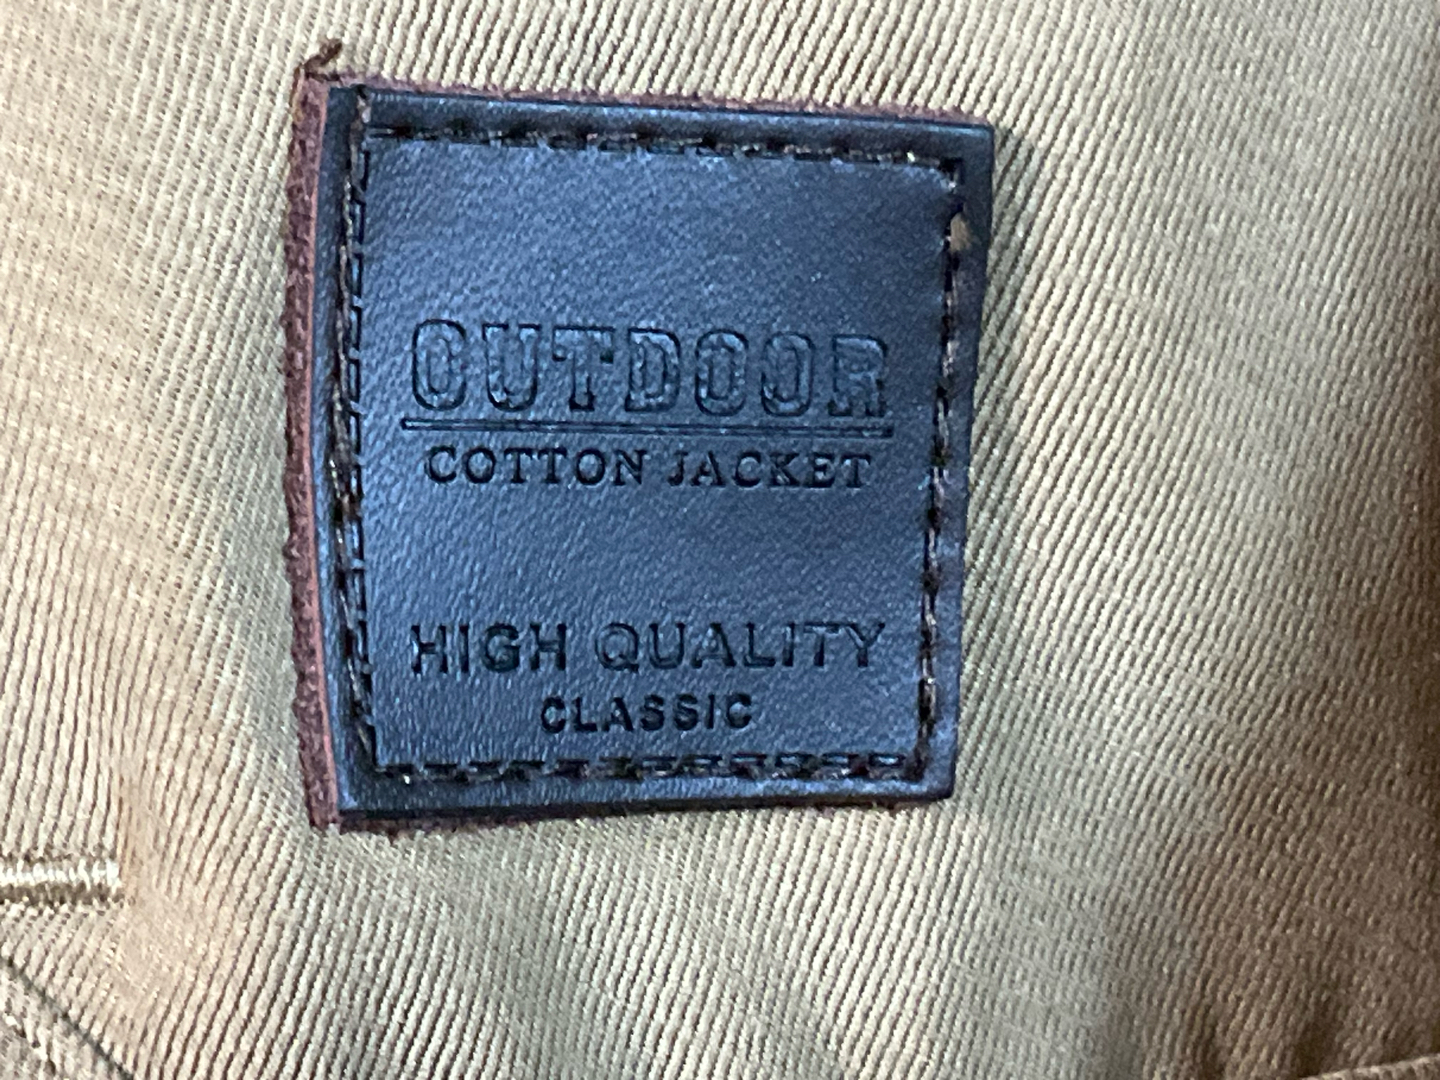 OUTDOOR
COTTON JACKET
HIGH QUALITY
CLASSIC